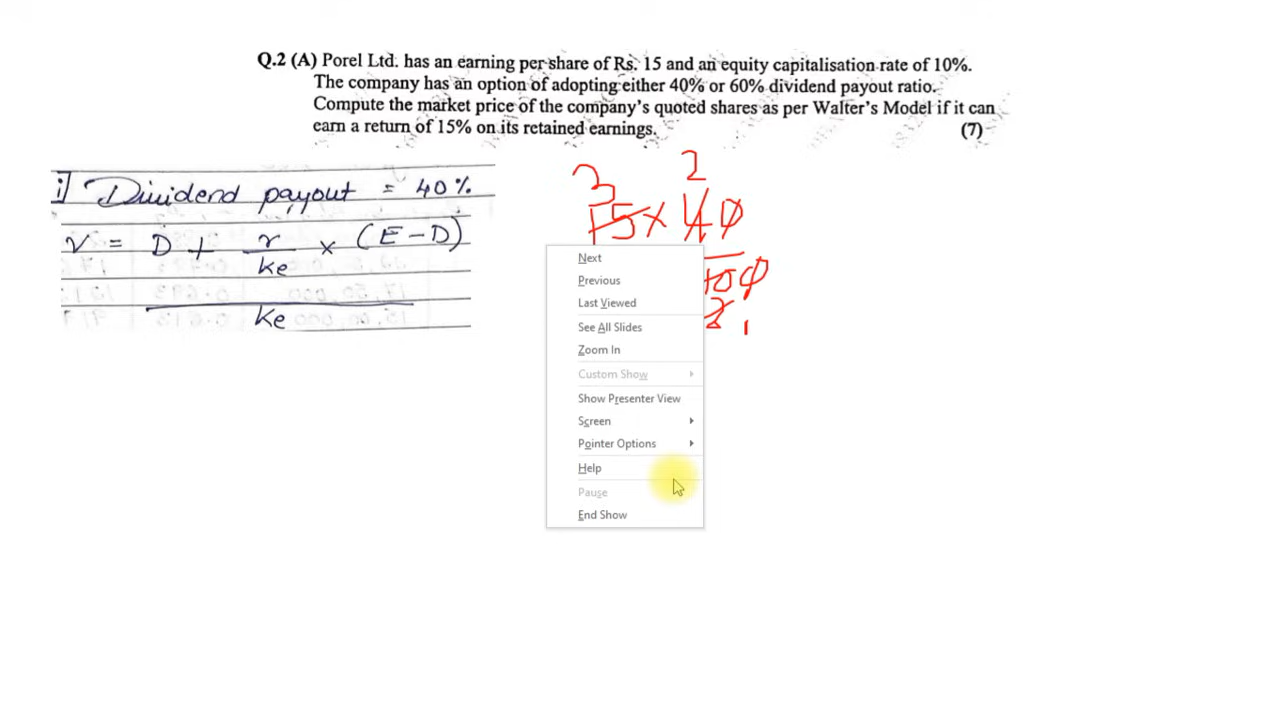 Q.2 (A) Porel Ltd. has an earning per share of Rs. 15 and an equity capitalisation rate of 10%.
The company has an option of adopting either 40% or 60% dividend payout ratio.
Compute the market price of the company's quoted shares as per Walter's Model if it can
earn a return of 15% on its retained earnings. (7)
i] Dividend payout = 40%
V = D + r/ke × (E-D)
Ke
3 2
15 × 40
100
2 1
Next
Previous
Last Viewed
See All Slides
Zoom In
Custom Show
Show Presenter View
Screen
Pointer Options
Help
Pause
End Show